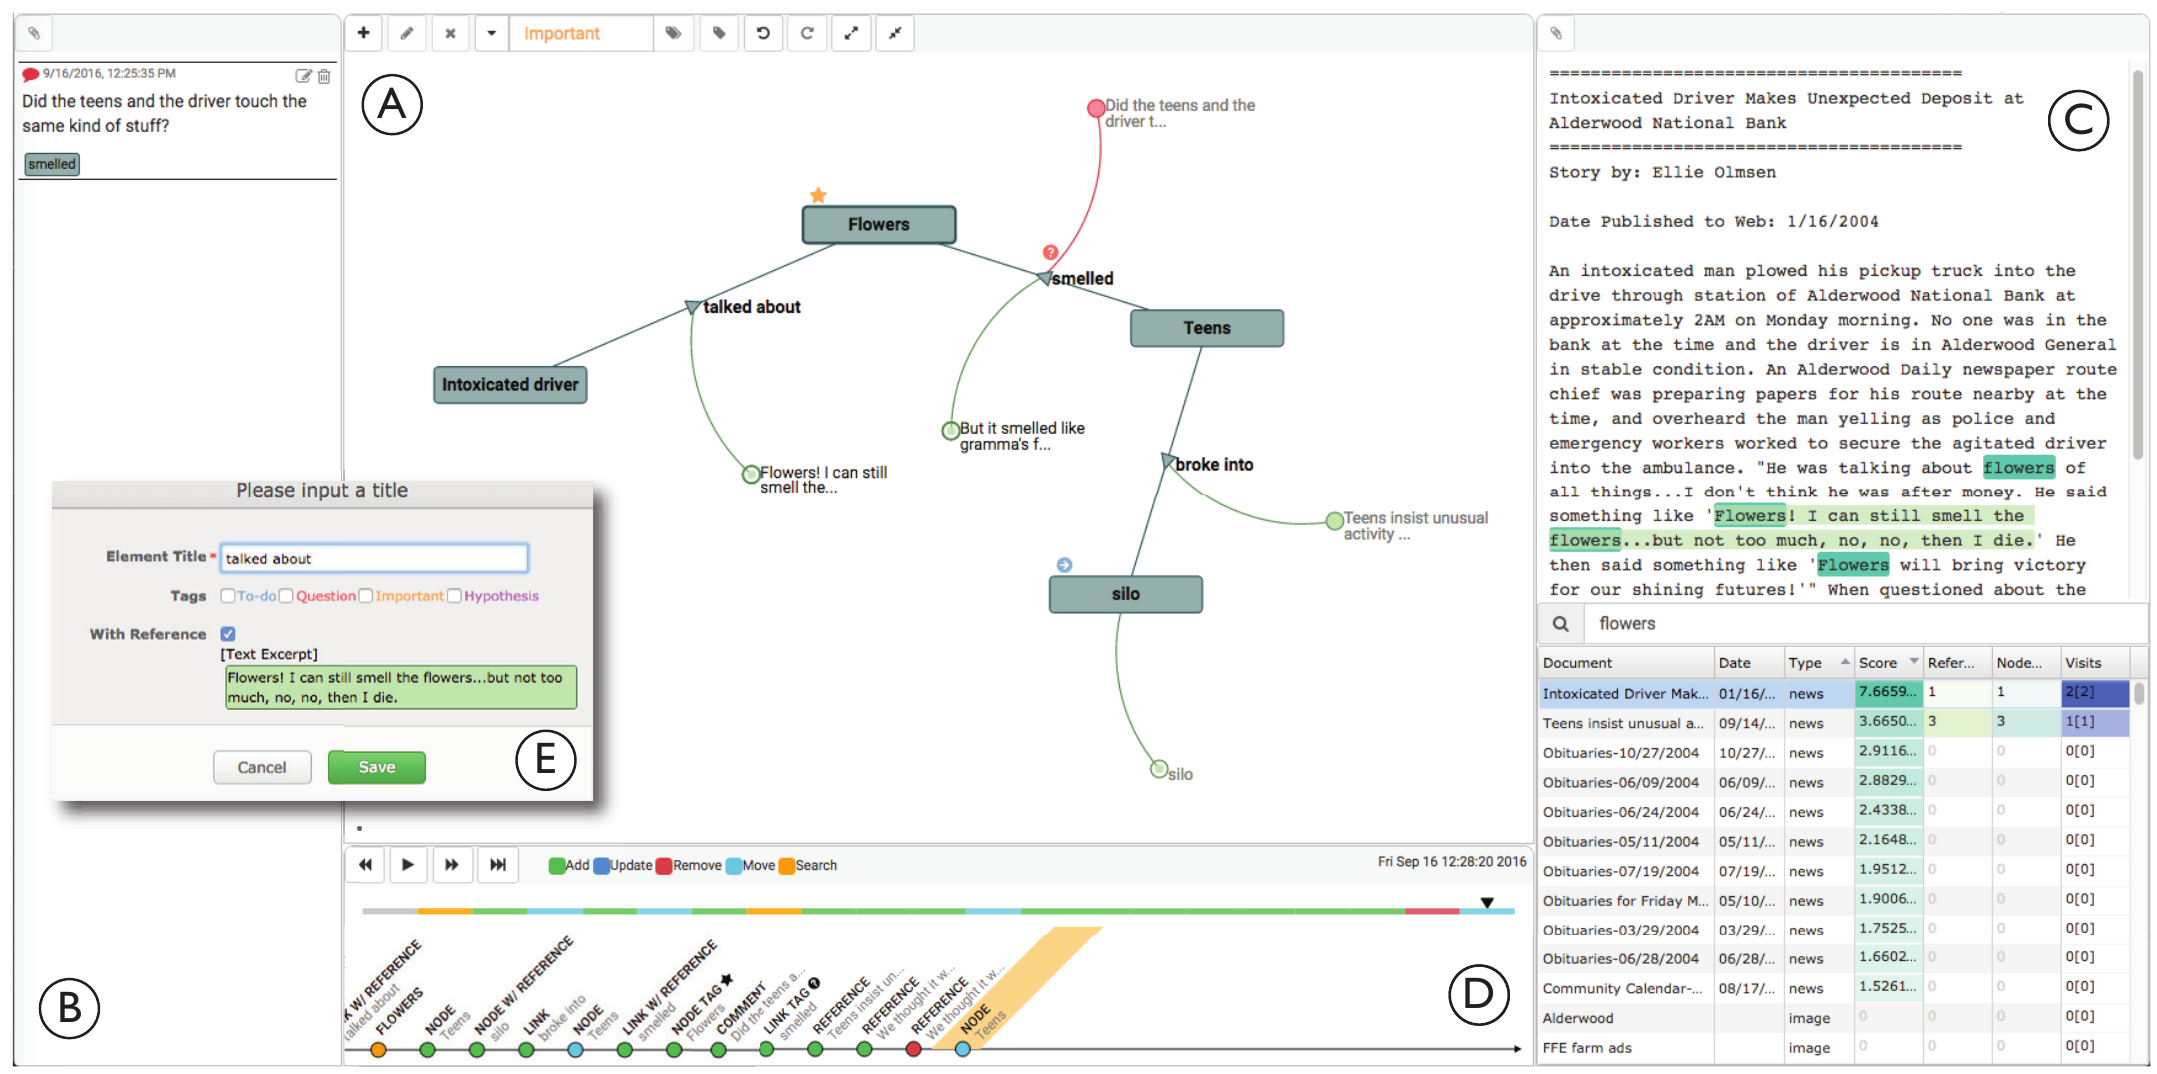 9/16/2016, 12:25:35 PM
Did the teens and the driver touch the
same kind of stuff?
smelled
B
Important
A
Did the teens and the
driver t...
Flowers
?
smelled
talked about
Teens
Intoxicated driver
But it smelled like
gramma's f...
broke into
Flowers! I can still
smell the...
Teens insist unusual
activity ...
silo
silo
Please input a title
Element Title *
talked about
Tags
To-do
Question
Important
Hypothesis
With Reference
[Text Excerpt]
Flowers! I can still smell the flowers...but not too
much, no, no, then I die.
Cancel
Save
E
Add
Update
Remove
Move
Search
Fri Sep 16 12:28:20 2016
K W/ REFERENCE
talked about
FLOWERS
NODE
Teens
NODE W/ REFERENCE
silo
LINK
broke into
NODE
Teens
LINK W/ REFERENCE
smelled
NODE TAG
Flowers
COMMENT
Did the teens a...
LINK TAG ?
smelled
REFERENCE
Teens insist un...
REFERENCE
We thought it w...
REFERENCE
We thought it w...
NODE
Teens
D
==========================================
Intoxicated Driver Makes Unexpected Deposit at
Alderwood National Bank
==========================================
Story by: Ellie Olmsen
Date Published to Web: 1/16/2004
C
An intoxicated man plowed his pickup truck into the
drive through station of Alderwood National Bank at
approximately 2AM on Monday morning. No one was in the
bank at the time and the driver is in Alderwood General
in stable condition. An Alderwood Daily newspaper route
chief was preparing papers for his route nearby at the
time, and overheard the man yelling as police and
emergency workers worked to secure the agitated driver
into the ambulance. "He was talking about flowers of
all things...I don't think he was after money. He said
something like 'Flowers! I can still smell the
flowers...but not too much, no, no, then I die.' He
then said something like 'Flowers will bring victory
for our shining futures!'" When questioned about the
flowers
Document Date Type Score Refer... Node... Visits
Intoxicated Driver Mak... 01/16/... news 7.6659... 1 1 2[2]
Teens insist unusual a... 09/14/... news 3.6650... 3 3 1[1]
Obituaries-10/27/2004 10/27/... news 2.9116... 0 0 0[0]
Obituaries-06/09/2004 06/09/... news 2.8829... 0 0 0[0]
Obituaries-06/24/2004 06/24/... news 2.4338... 0 0 0[0]
Obituaries-05/11/2004 05/11/... news 2.1648... 0 0 0[0]
Obituaries-07/19/2004 07/19/... news 1.9512... 0 0 0[0]
Obituaries for Friday M... 05/10/... news 1.9006... 0 0 0[0]
Obituaries-03/29/2004 03/29/... news 1.7525... 0 0 0[0]
Obituaries-06/28/2004 06/28/... news 1.6602... 0 0 0[0]
Community Calendar-... 08/17/... news 1.5261... 0 0 0[0]
Alderwood image 0 0 0 0[0]
FFE farm ads image 0 0 0 0[0]